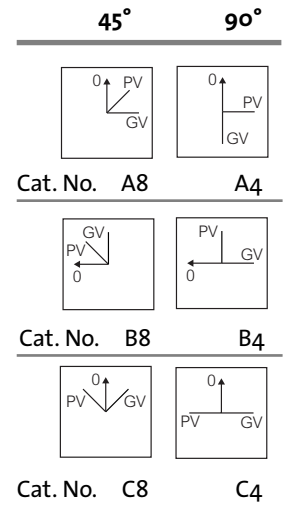 45° 90°
0 PV 0
PV
GV
GV
Cat. No. A8 A4
GV PV
PV GV
0 0
Cat. No. B8 B4
0 0
PV GV
PV GV
Cat. No. C8 C4